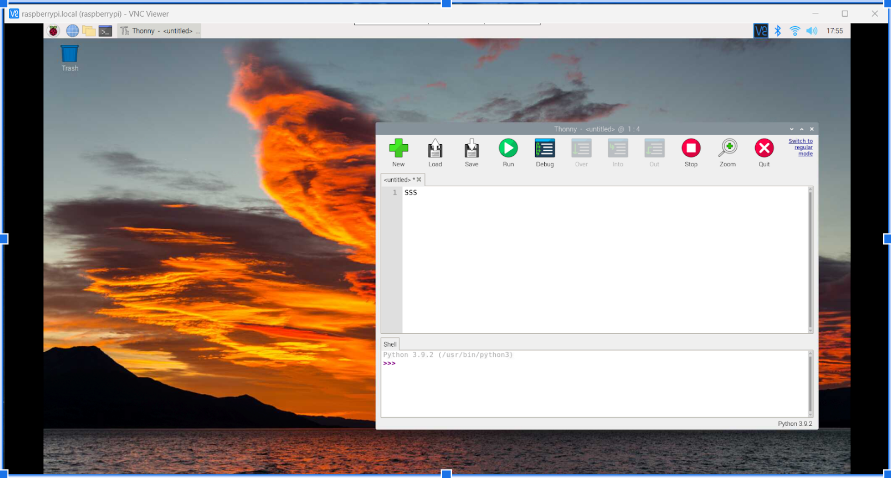 raspberrypi.local (raspberrypi) - VNC Viewer
Thonny - <untitled> ...
17:55
Trash
Thonny - <untitled> @ 1 : 4
New Load Save Run Debug Over Into Out Stop Zoom Quit
Switch to
regular
mode
<untitled> *
1 SSS
Shell
Python 3.9.2 (/usr/bin/python3)
>>>
Python 3.9.2